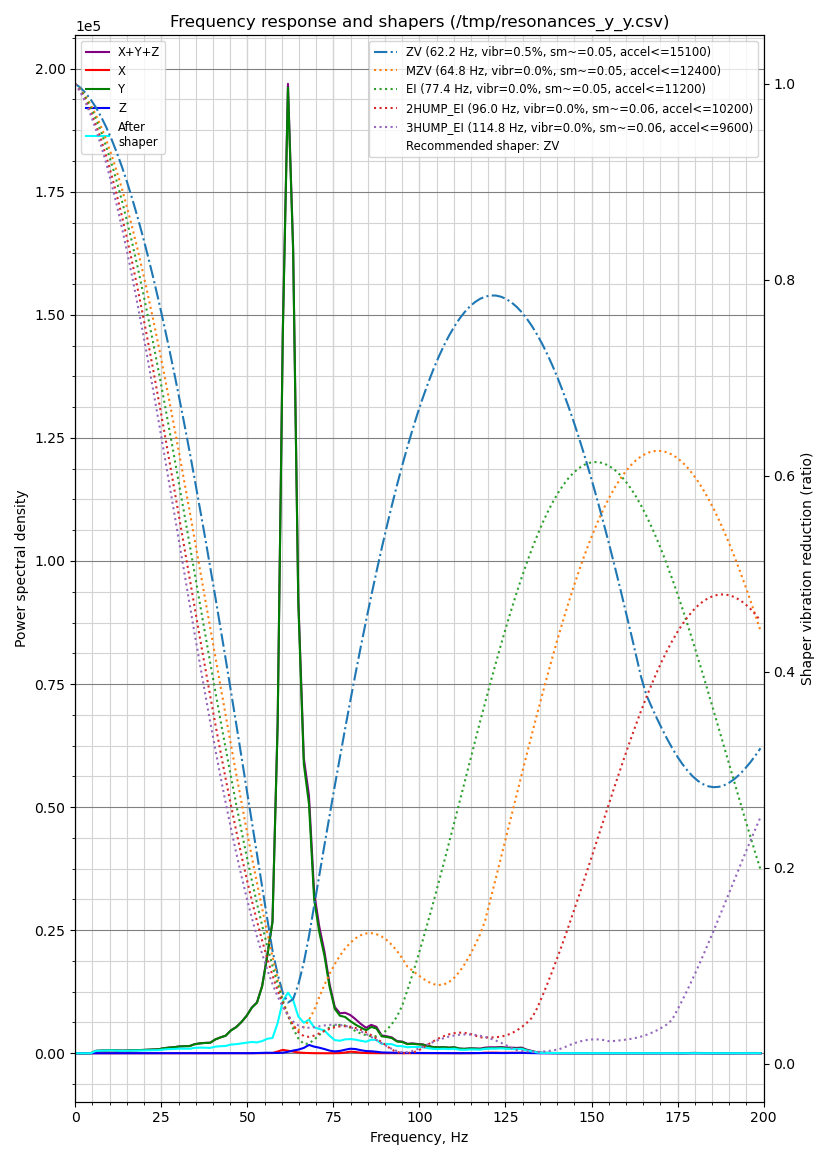 Frequency response and shapers (/tmp/resonances_y_y.csv)
1e5
X+Y+Z
X
Y
Z
After
shaper
ZV (62.2 Hz, vibr=0.5%, sm~=0.05, accel<=15100)
MZV (64.8 Hz, vibr=0.0%, sm~=0.05, accel<=12400)
EI (77.4 Hz, vibr=0.0%, sm~=0.05, accel<=11200)
2HUMP_EI (96.0 Hz, vibr=0.0%, sm~=0.06, accel<=10200)
3HUMP_EI (114.8 Hz, vibr=0.0%, sm~=0.06, accel<=9600)
Recommended shaper: ZV
Power spectral density
2.00
1.75
1.50
1.25
1.00
0.75
0.50
0.25
0.00
1.0
0.8
0.6
0.4
0.2
0.0
Shaper vibration reduction (ratio)
0
25
50
75
100
125
150
175
200
Frequency, Hz